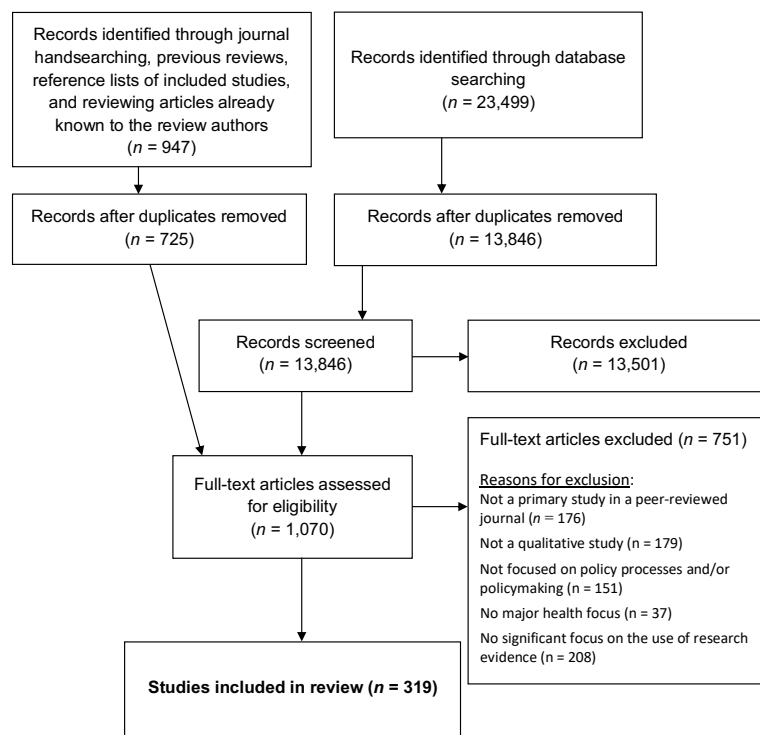 Records identified through journal
handsearching, previous reviews,
reference lists of included studies,
and reviewing articles already
known to the review authors
(n = 947)
Records identified through database
searching
(n = 23,499)
Records after duplicates removed
(n = 725)
Records after duplicates removed
(n = 13,846)
Records screened
(n = 13,846)
Records excluded
(n = 13,501)
Full-text articles assessed
for eligibility
(n = 1,070)
Full-text articles excluded (n = 751)
Reasons for exclusion:
Not a primary study in a peer-reviewed
journal (n = 176)
Not a qualitative study (n = 179)
Not focused on policy processes and/or
policymaking (n = 151)
No major health focus (n = 37)
No significant focus on the use of research
evidence (n = 208)
Studies included in review (n = 319)